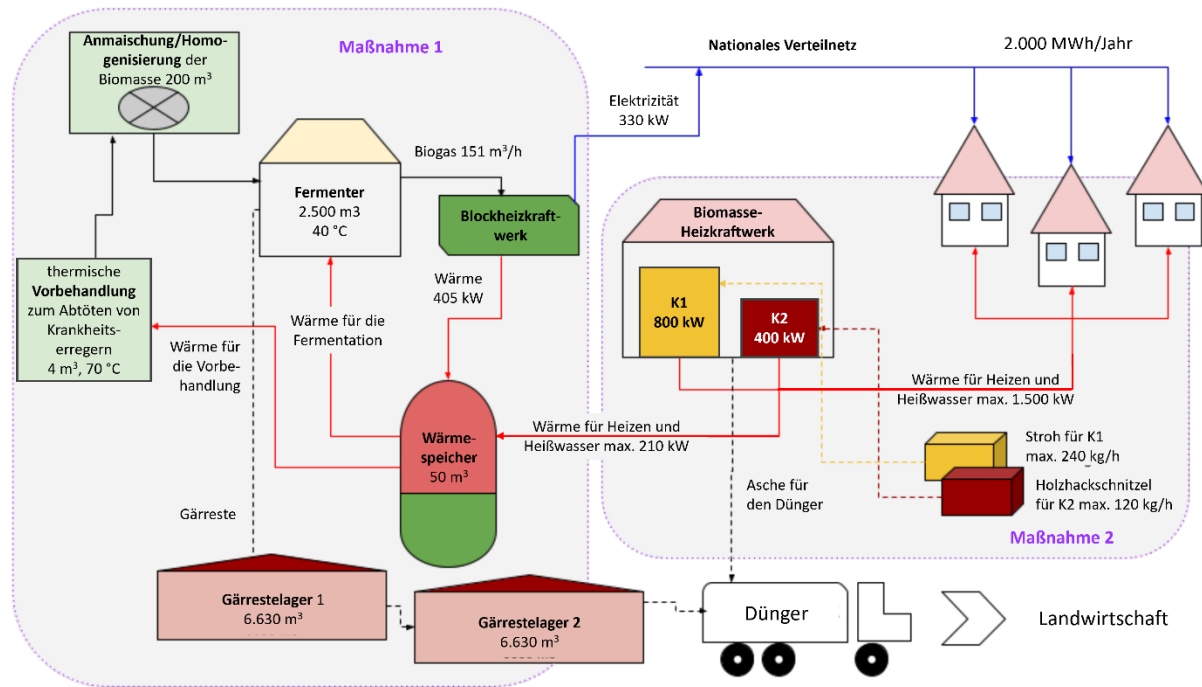 Anmaischung/Homo-
genisierung der
Biomasse 200 m³
Maßnahme 1
Nationales Verteilnetz
2.000 MWh/Jahr
Elektrizität
330 kW
Biogas 151 m³/h
Fermenter
2.500 m3
40 °C
Blockheizkraft-
werk
Biomasse-
Heizkraftwerk
thermische
Vorbehandlung
zum Abtöten von
Krankheits-
erregern
4 m³, 70 °C
Wärme
405 kW
K1
800 kW
K2
400 kW
Wärme für die
Fermentation
Wärme für
die Vorbe-
handlung
Wärme für Heizen und
Heißwasser max. 1.500 kW
Wärme-
speicher
50 m³
Wärme für Heizen und
Heißwasser max. 210 kW
Stroh für K1
max. 240 kg/h
Holzhackschnitzel
für K2 max. 120 kg/h
Asche für
den Dünger
Gärreste
Maßnahme 2
Gärrestelager 1
6.630 m³
Gärrestelager 2
6.630 m³
Dünger
Landwirtschaft